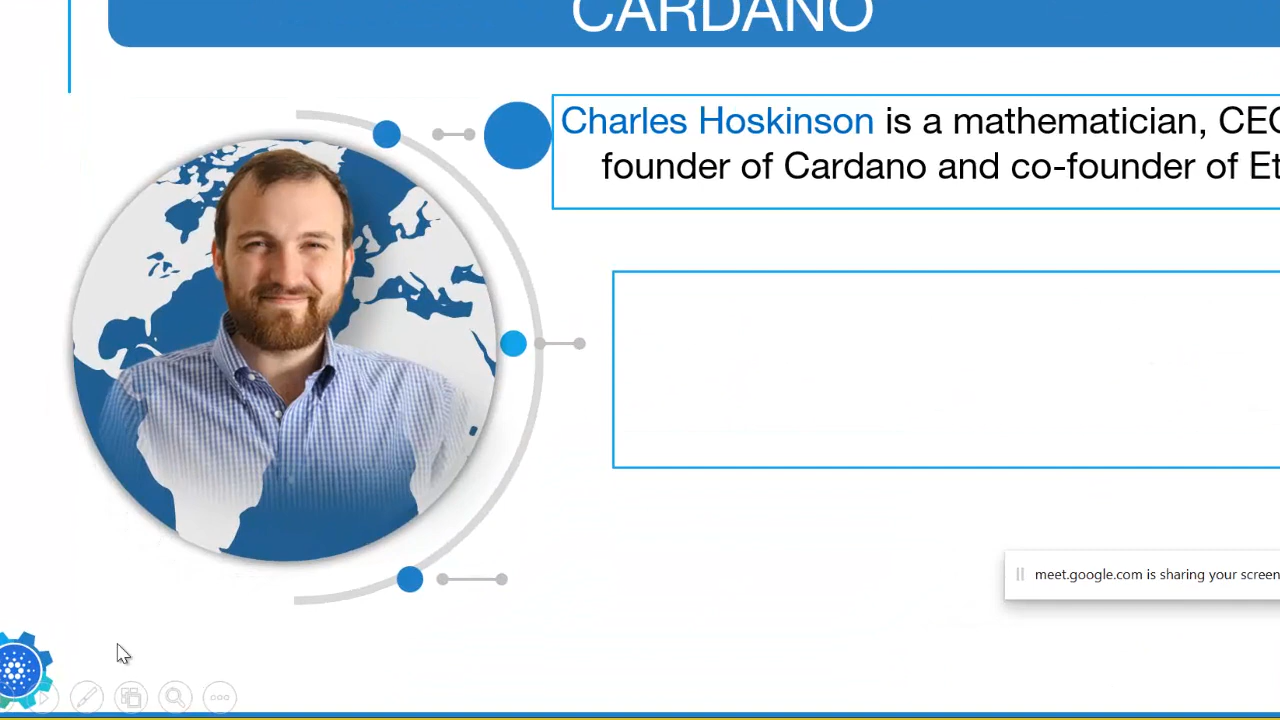 CARDANO
Charles Hoskinson is a mathematician, CEO
founder of Cardano and co-founder of Et
meet.google.com is sharing your screen